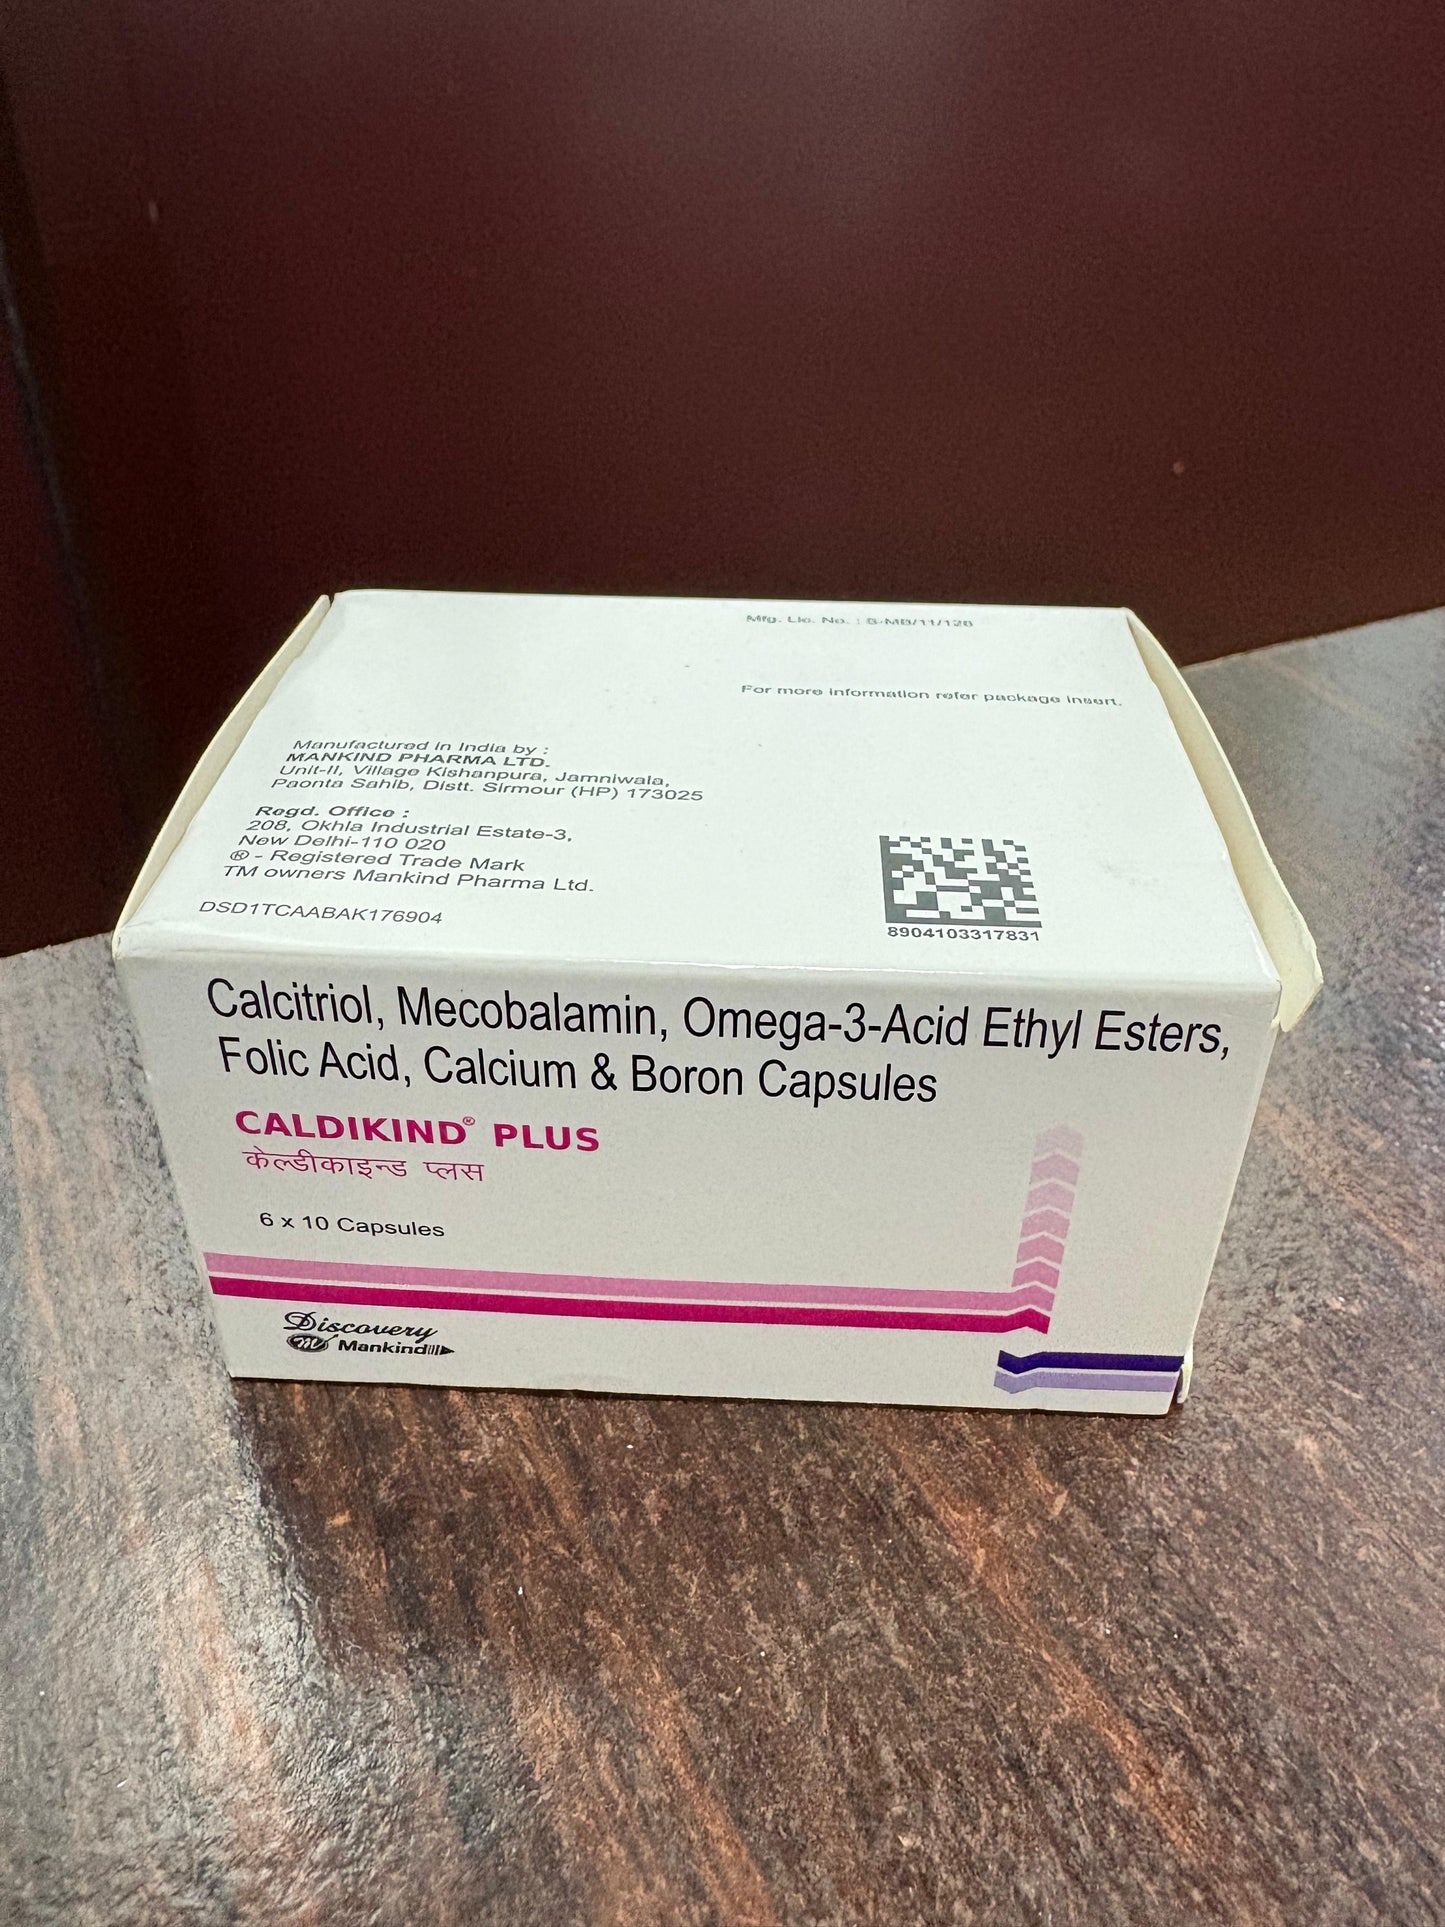 Mfg. Lic. No. : S-MB/11/126
For more information refer package insert.
Manufactured in India by :
MANKIND PHARMA LTD.
Unit-II, Village Kishanpura, Jamniwala,
Paonta Sahib, Distt. Sirmour (HP) 173025
Regd. Office :
208, Okhla Industrial Estate-3,
New Delhi-110 020
® - Registered Trade Mark
TM owners Mankind Pharma Ltd.
DSD1TCAABAK176904
8904103317831
Calcitriol, Mecobalamin, Omega-3-Acid Ethyl Esters,
Folic Acid, Calcium & Boron Capsules
CALDIKIND® PLUS
केल्डीकाइन्ड प्लस
6 x 10 Capsules
Discovery
Mankind